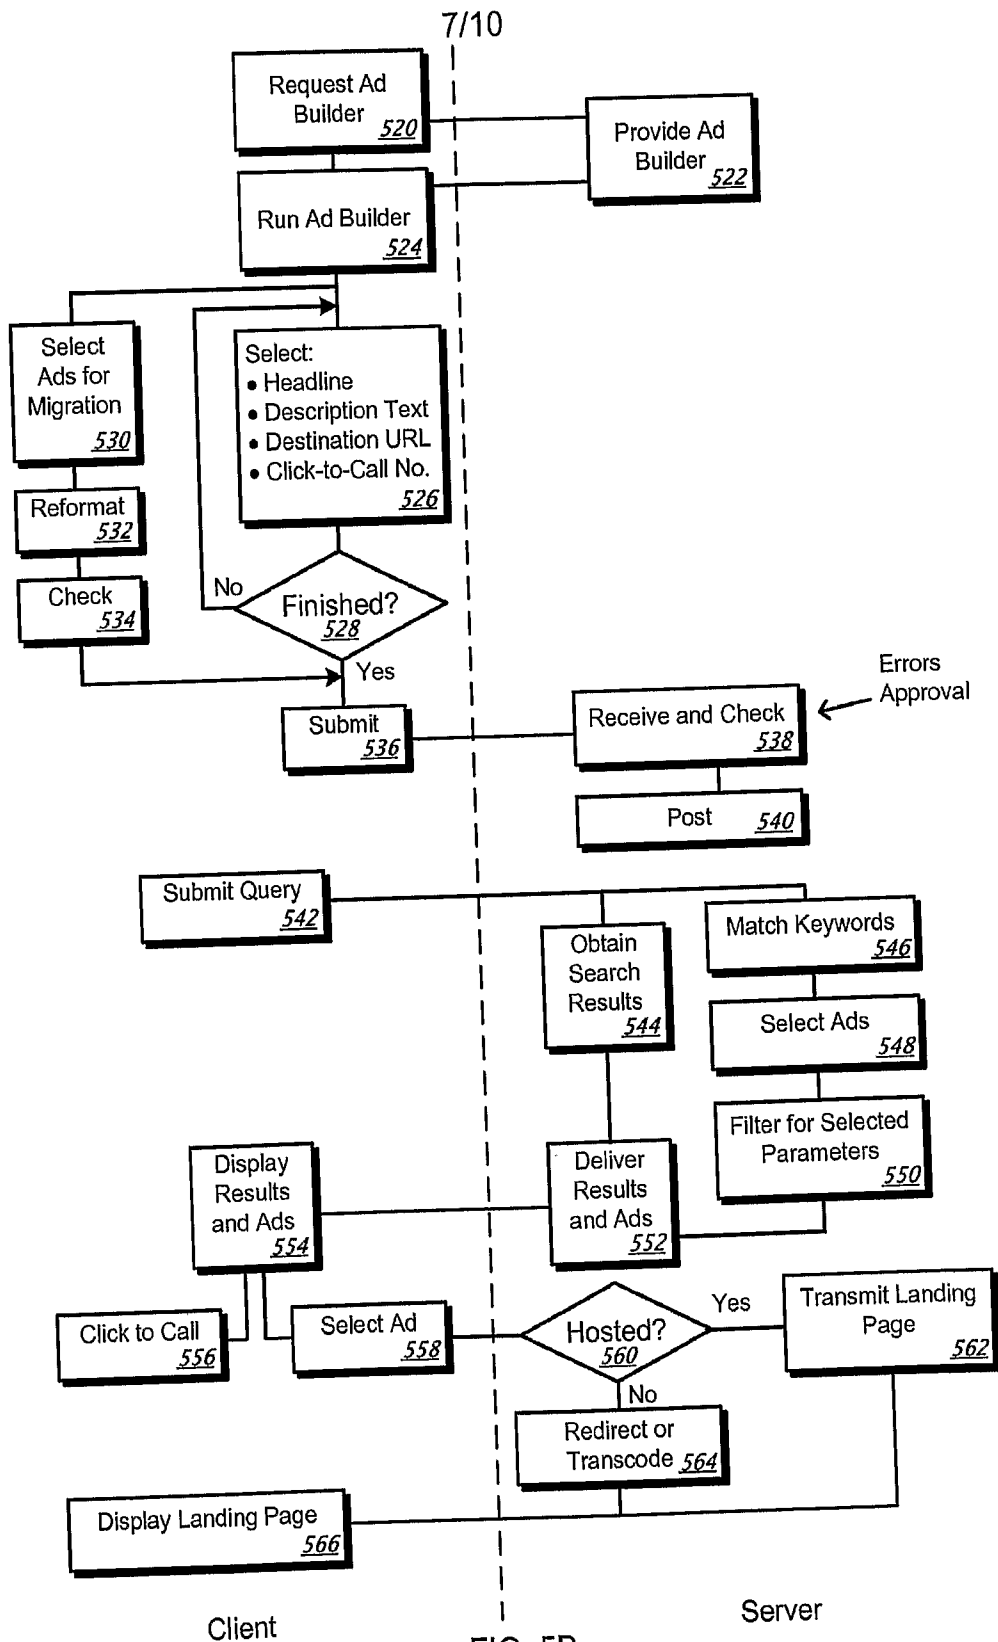 7/10
Request Ad
Builder 520
Provide Ad
Builder 522
Run Ad Builder
524
Select
Ads for
Migration
530
Select:
• Headline
• Description Text
• Destination URL
• Click-to-Call No.
526
Reformat
532
Check
534
No
Finished?
528
Yes
Errors
Approval
Submit
536
Receive and Check
538
Post 540
Submit Query
542
Obtain
Search
Results
544
Match Keywords
546
Select Ads
548
Filter for Selected
Parameters
550
Display
Results
and Ads
554
Deliver
Results
and Ads
552
Click to Call
556
Select Ad
558
Hosted?
560
Yes
Transmit Landing
Page
562
No
Redirect or
Transcode 564
Display Landing Page
566
Client
Server